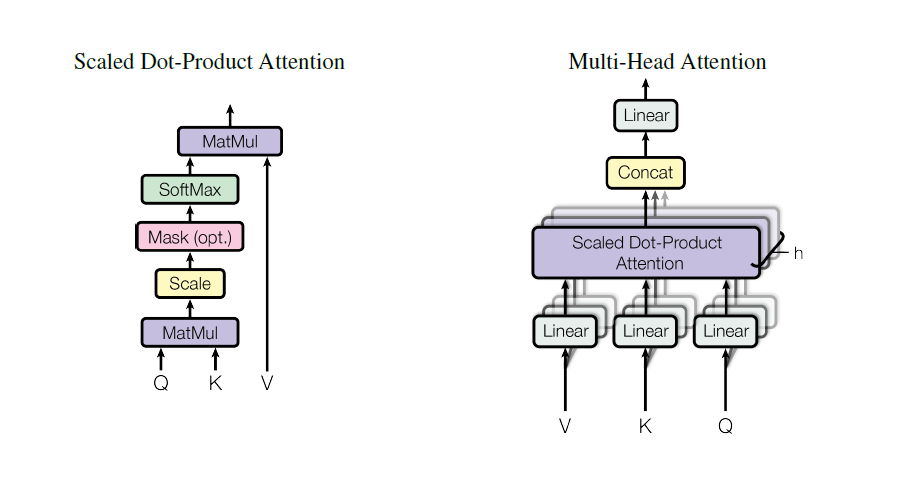 Scaled Dot-Product Attention
MatMul
SoftMax
Mask (opt.)
Scale
MatMul
Q K V
Multi-Head Attention
Linear
Concat
Scaled Dot-Product
Attention
h
Linear Linear Linear
V K Q